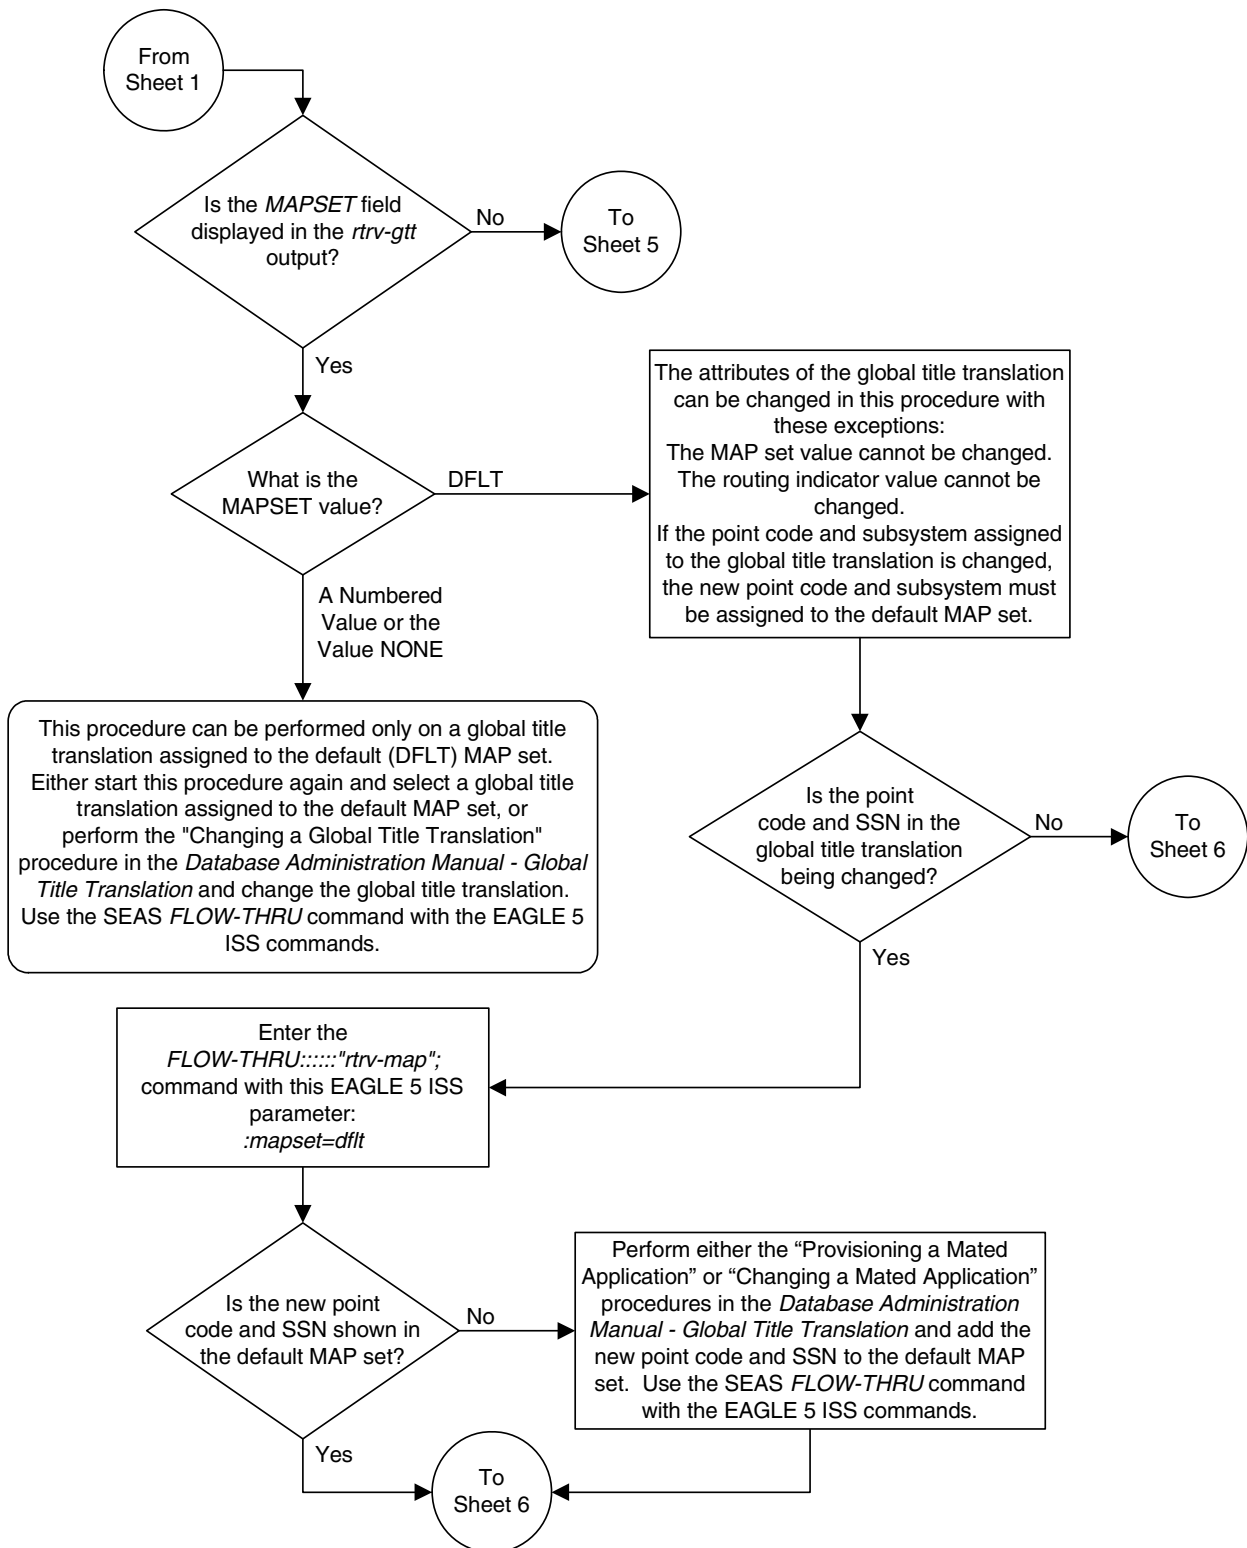 From
Sheet 1
Is the MAPSET field
displayed in the rtrv-gtt
output?
No
To
Sheet 5
Yes
What is the
MAPSET value?
DFLT
The attributes of the global title translation
can be changed in this procedure with
these exceptions:
The MAP set value cannot be changed.
The routing indicator value cannot be
changed.
If the point code and subsystem assigned
to the global title translation is changed,
the new point code and subsystem must
be assigned to the default MAP set.
A Numbered
Value or the
Value NONE
This procedure can be performed only on a global title
translation assigned to the default (DFLT) MAP set.
Either start this procedure again and select a global title
translation assigned to the default MAP set, or
perform the "Changing a Global Title Translation"
procedure in the Database Administration Manual - Global
Title Translation and change the global title translation.
Use the SEAS FLOW-THRU command with the EAGLE 5
ISS commands.
Is the point
code and SSN in the
global title translation
being changed?
No
To
Sheet 6
Yes
Enter the
FLOW-THRU::::::"rtrv-map";
command with this EAGLE 5 ISS
parameter:
:mapset=dflt
Is the new point
code and SSN shown in
the default MAP set?
No
Perform either the “Provisioning a Mated
Application” or “Changing a Mated Application”
procedures in the Database Administration
Manual - Global Title Translation and add the
new point code and SSN to the default MAP
set.  Use the SEAS FLOW-THRU command
with the EAGLE 5 ISS commands.
Yes
To
Sheet 6